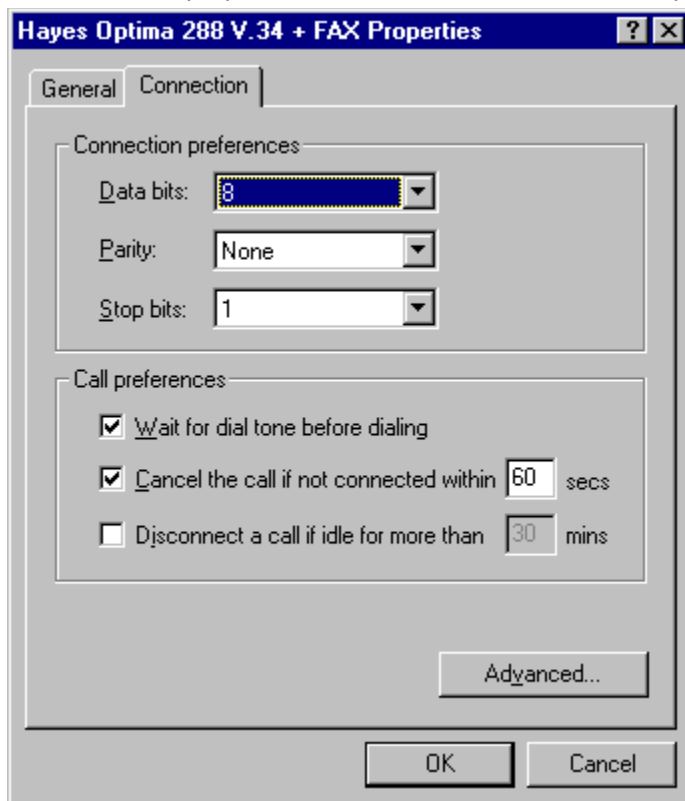 Hayes Optima 288 V.34 + FAX Properties ? X
General Connection
Connection preferences
Data bits: 8
Parity: None
Stop bits: 1
Call preferences
Wait for dial tone before dialing
Cancel the call if not connected within 60 secs
Disconnect a call if idle for more than 30 mins
Advanced...
OK Cancel